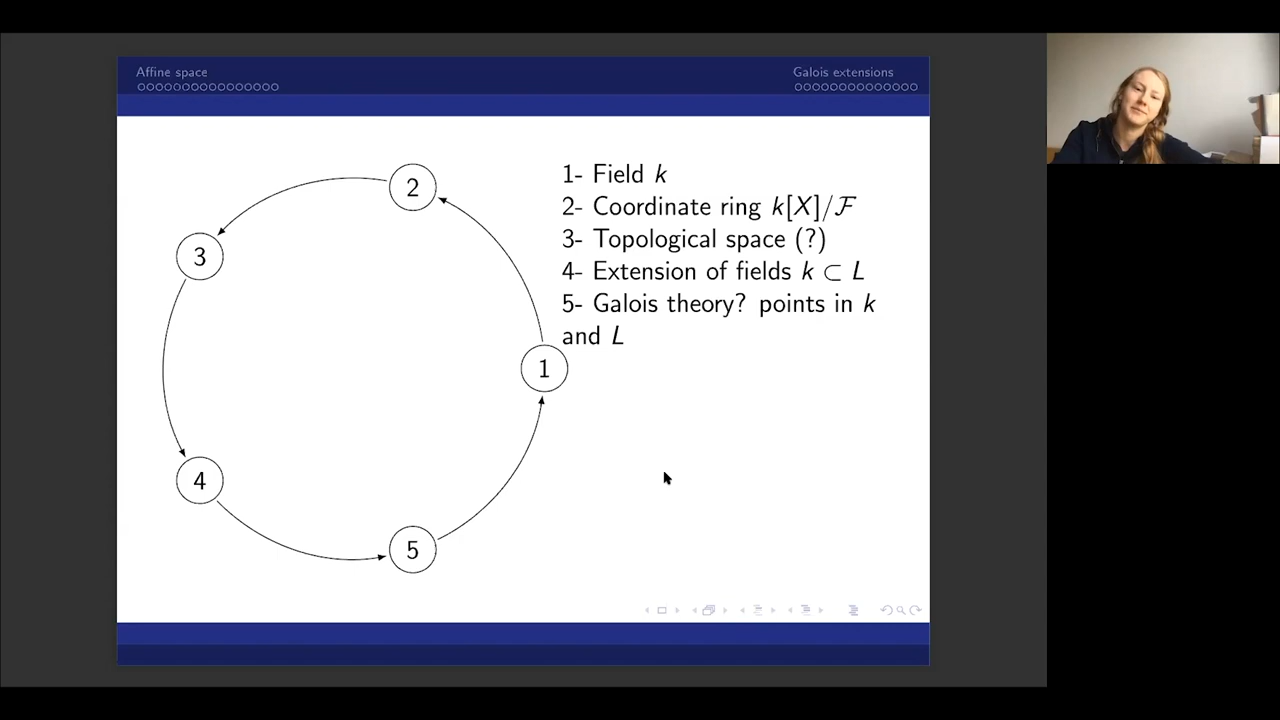 Affine space
Galois extensions
2
3
1
4
5
1- Field k
2- Coordinate ring k[X]/ℱ
3- Topological space (?)
4- Extension of fields k ⊂ L
5- Galois theory? points in k
and L